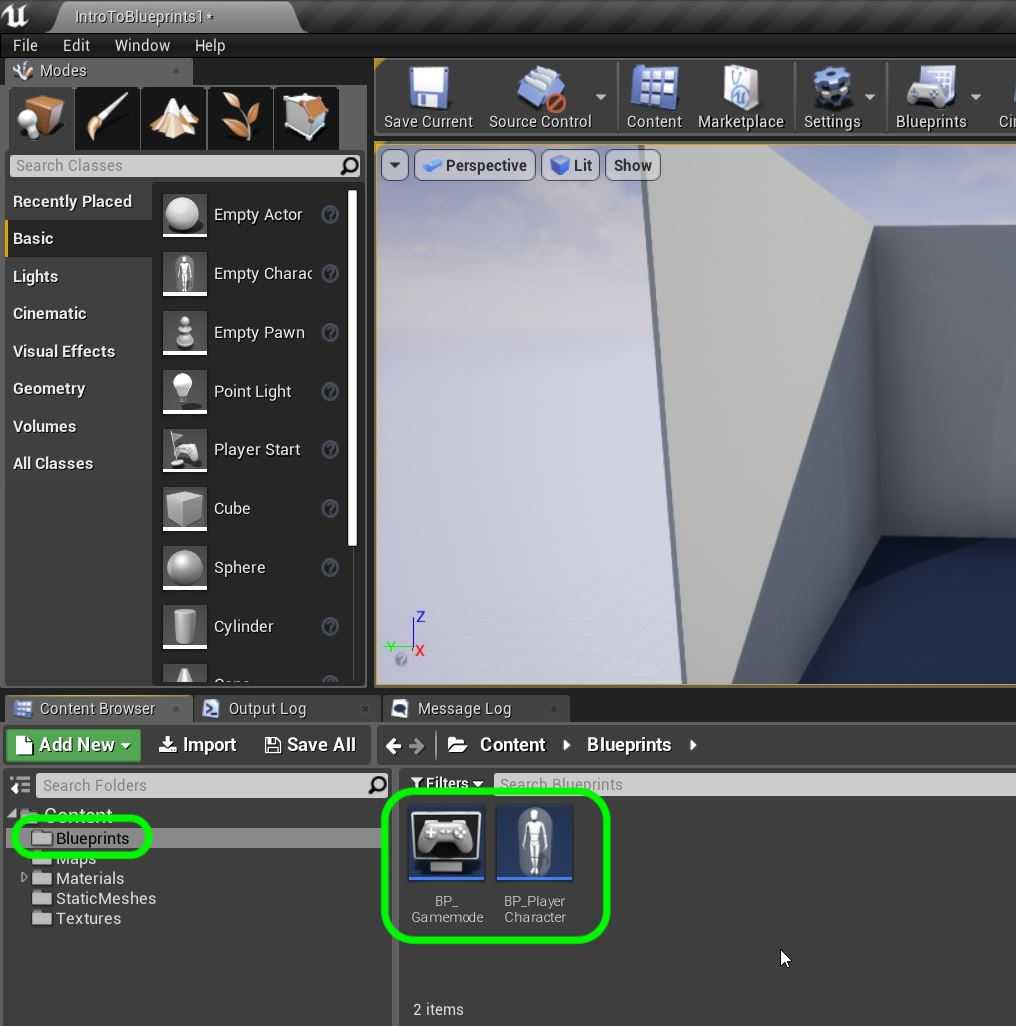 IntroToBlueprints1*
File Edit Window Help
Modes
Save Current Source Control Content Marketplace Settings Blueprints
Search Classes
Perspective Lit Show
Recently Placed
Basic
Lights
Cinematic
Visual Effects
Geometry
Volumes
All Classes
Empty Actor
Empty Charac
Empty Pawn
Point Light
Player Start
Cube
Sphere
Cylinder
Z
Y
X
Content Browser Output Log Message Log
Add New Import Save All Content Blueprints
Search Folders
Filters Search Blueprints
Content
Blueprints
Maps
Materials
StaticMeshes
Textures
BP_
Gamemode
BP_Player
Character
2 items